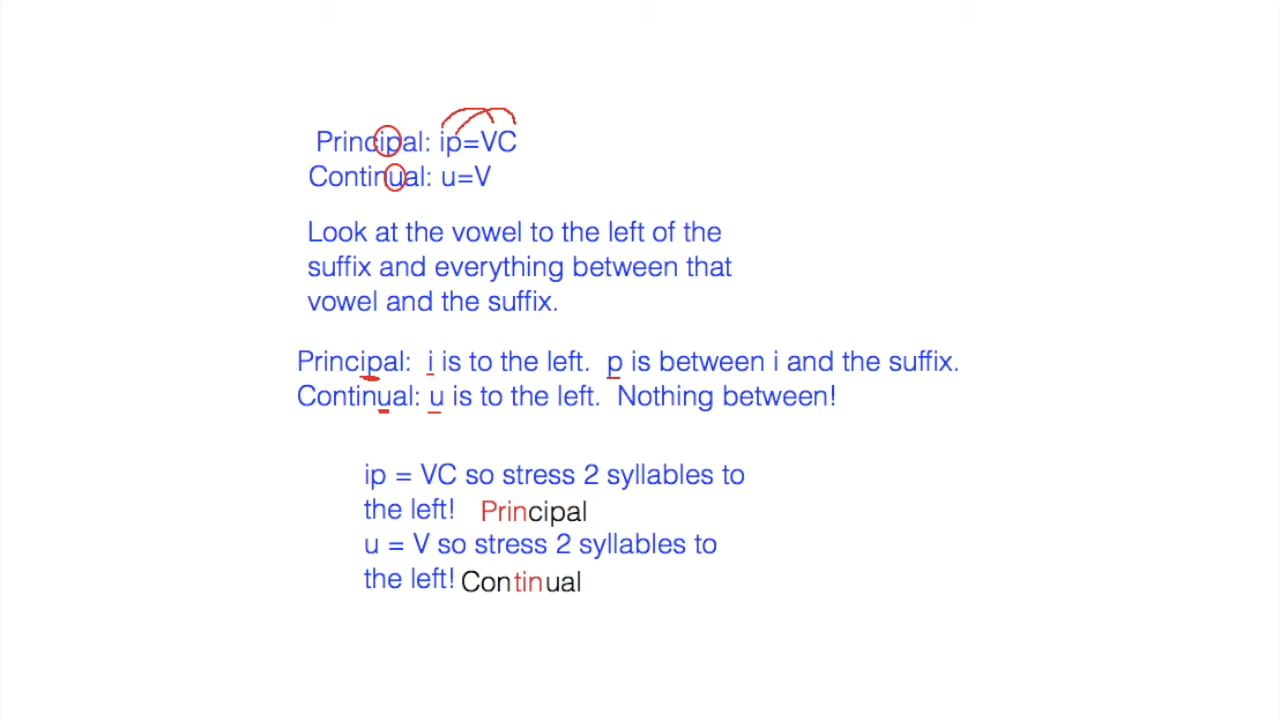 Principal: ip=VC
Continual: u=V
Look at the vowel to the left of the
suffix and everything between that
vowel and the suffix.
Principal: i is to the left. p is between i and the suffix.
Continual: u is to the left. Nothing between!
ip = VC so stress 2 syllables to
the left! Principal
u = V so stress 2 syllables to
the left! Continual